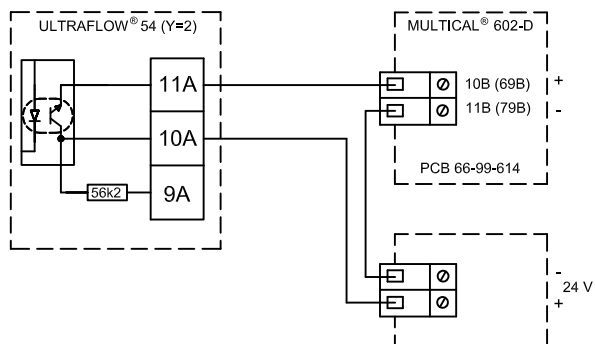 ULTRAFLOW® 54 (Y=2)
11A
10A
9A
56k2
MULTICAL® 602-D
10B (69B)
+
11B (79B)
-
PCB 66-99-614
-
24 V
+